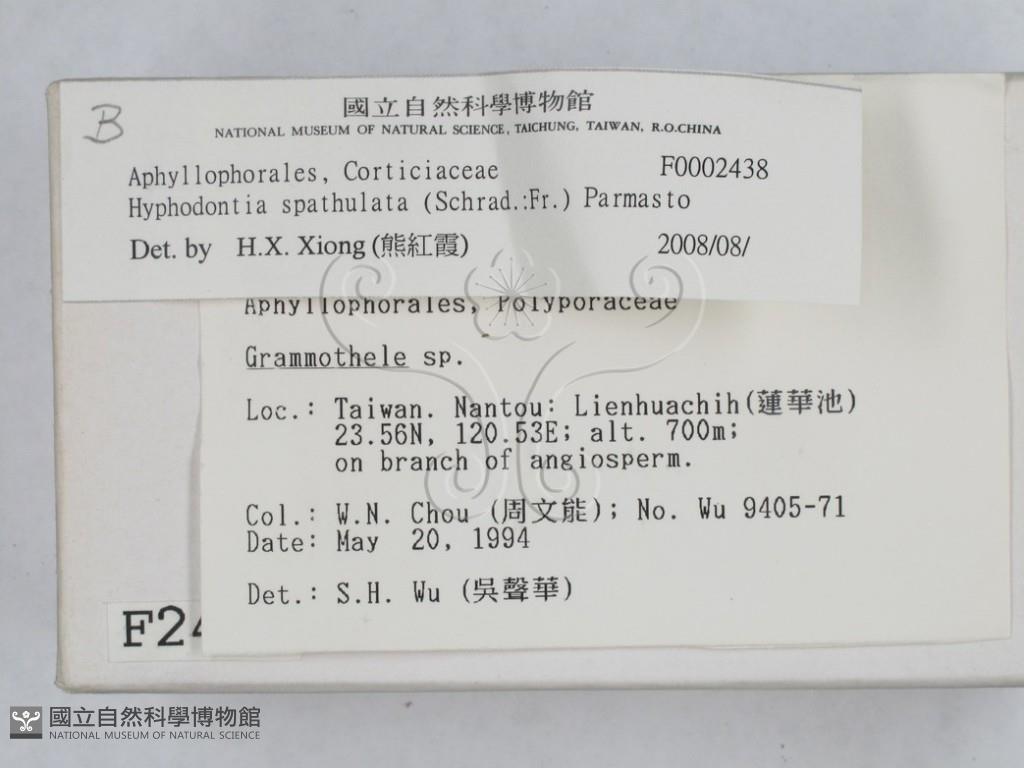 B
國立自然科學博物館
NATIONAL MUSEUM OF NATURAL SCIENCE, TAICHUNG, TAIWAN, R.O.CHINA
Aphyllophorales, Corticiaceae F0002438
Hyphodontia spathulata (Schrad.:Fr.) Parmasto
Det. by H.X. Xiong (熊紅霞) 2008/08/
Aphyllophorales, Polyporaceae
Grammothele sp.
Loc.: Taiwan. Nantou: Lienhuachih(蓮華池)
23.56N, 120.53E; alt. 700m;
on branch of angiosperm.
Col.: W.N. Chou (周文能); No. Wu 9405-71
Date: May 20, 1994
Det.: S.H. Wu (吳聲華)
F24
國立自然科學博物館
NATIONAL MUSEUM OF NATURAL SCIENCE